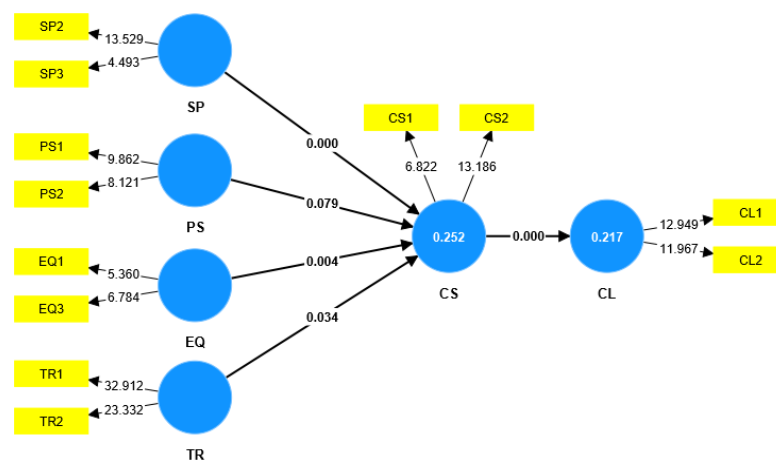 SP2
13.529
SP3
4.493
SP
0.000
PS1
9.862
PS2
8.121
PS
0.079
EQ1
5.360
EQ3
6.784
EQ
0.004
TR1
32.912
TR2
23.332
TR
0.034
CS1
CS2
6.822
13.186
0.252
CS
0.000
0.217
CL
12.949
CL1
11.967
CL2